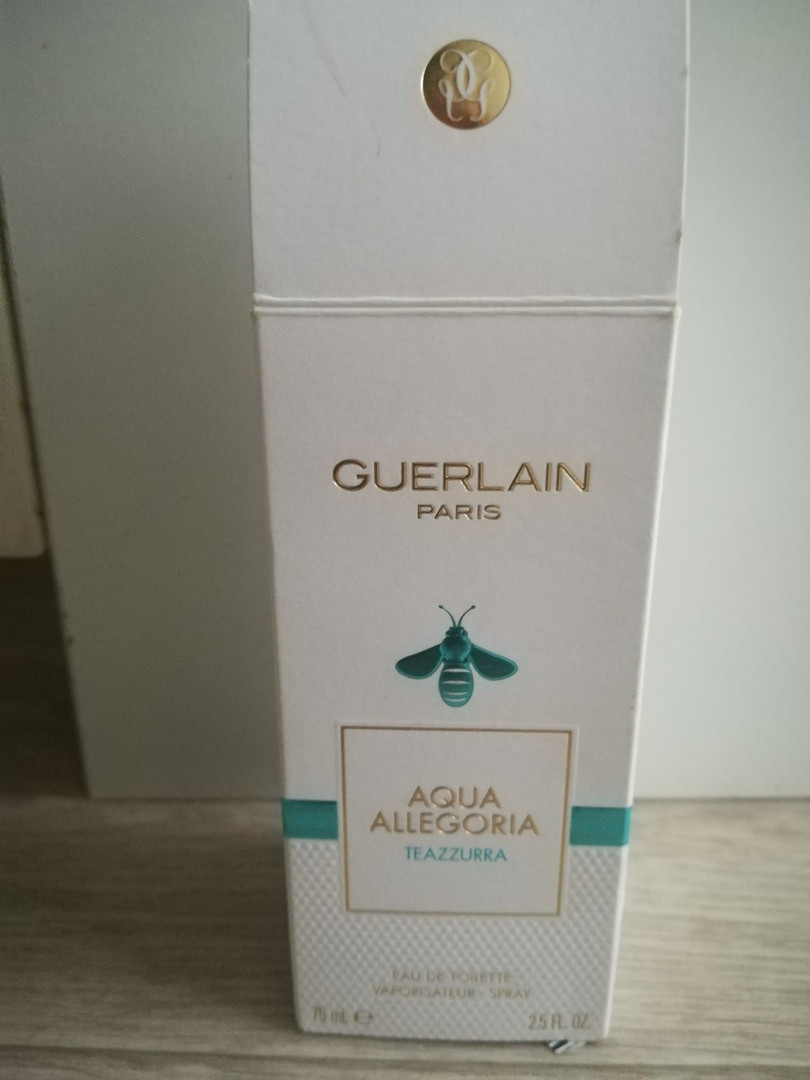 GUERLAIN
PARIS
AQUA
ALLEGORIA
TEAZZURRA
EAU DE TOILETTE
VAPORISATEUR - SPRAY
75 mL ℮ 2.5 FL. OZ.